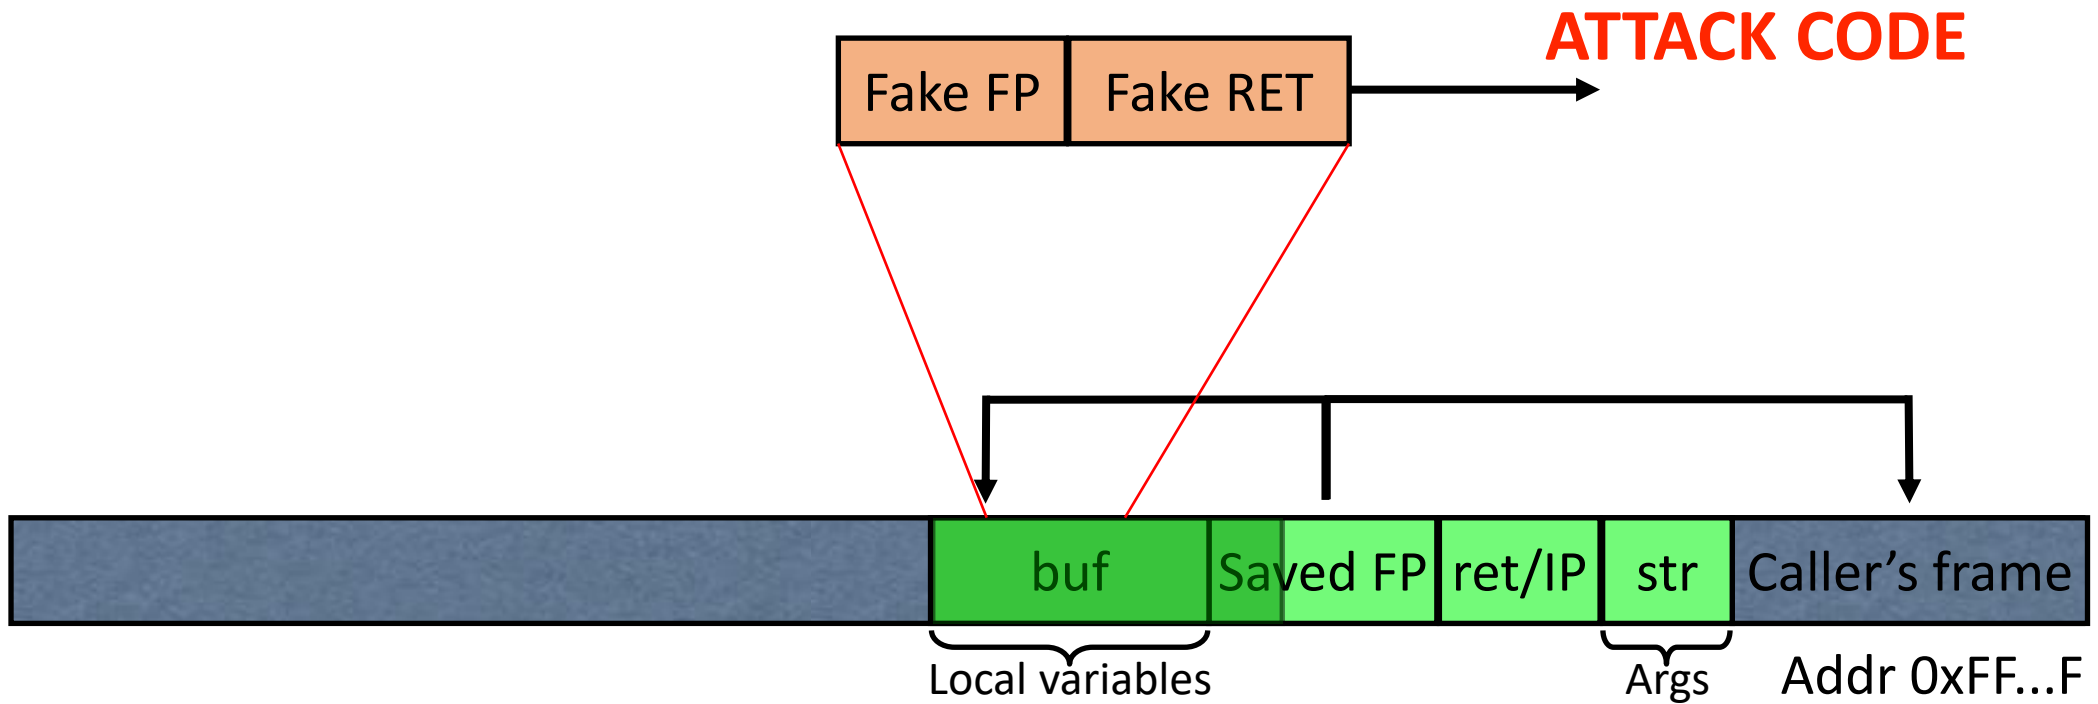 ATTACK CODE
Fake FP Fake RET
buf Saved FP ret/IP str Caller’s frame
Local variables Args Addr 0xFF...F